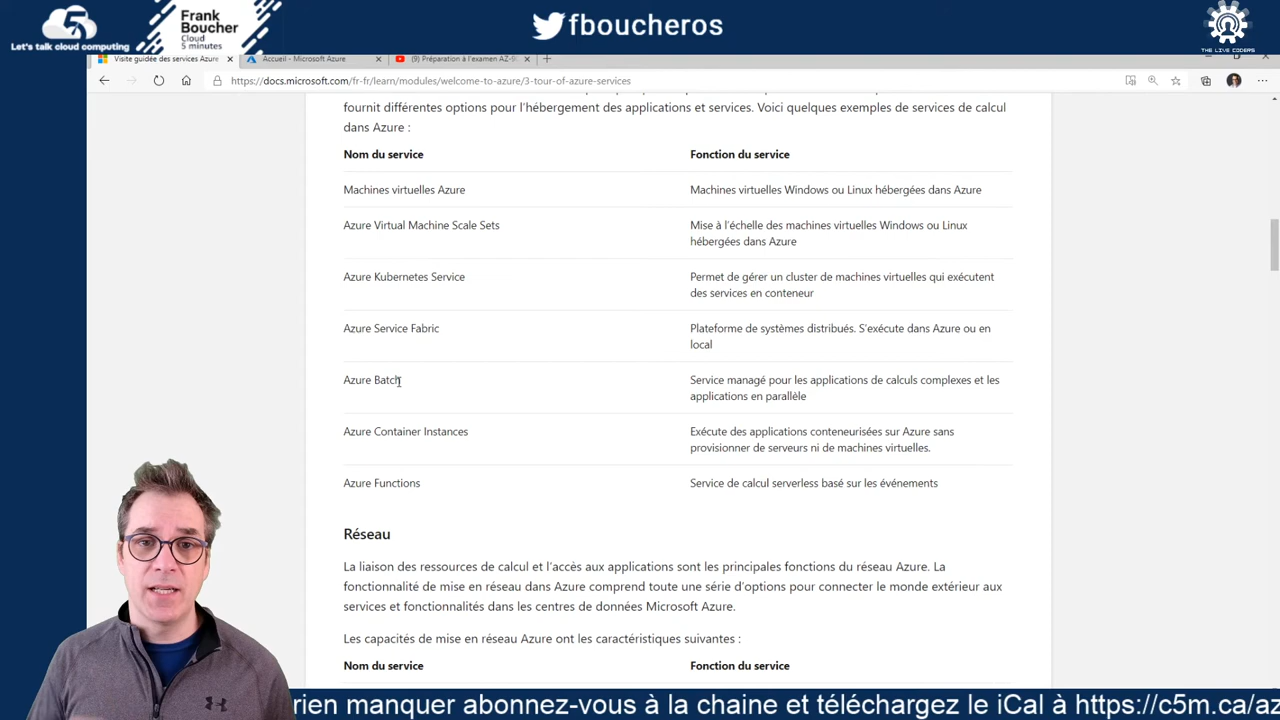 Let's talk cloud computing
5
Frank
Boucher
Cloud
5 minutes
fboucheros
THE LIVE CODERS
Visite guidée des services Azure
Accueil - Microsoft Azure
(9) Préparation à l'examen AZ-9
https://docs.microsoft.com/fr-fr/learn/modules/welcome-to-azure/3-tour-of-azure-services
fournit différentes options pour l'hébergement des applications et services. Voici quelques exemples de services de calcul
dans Azure :
Nom du service Fonction du service
Machines virtuelles Azure Machines virtuelles Windows ou Linux hébergées dans Azure
Azure Virtual Machine Scale Sets Mise à l'échelle des machines virtuelles Windows ou Linux
hébergées dans Azure
Azure Kubernetes Service Permet de gérer un cluster de machines virtuelles qui exécutent
des services en conteneur
Azure Service Fabric Plateforme de systèmes distribués. S'exécute dans Azure ou en
local
Azure Batch Service managé pour les applications de calculs complexes et les
applications en parallèle
Azure Container Instances Exécute des applications conteneurisées sur Azure sans
provisionner de serveurs ni de machines virtuelles.
Azure Functions Service de calcul serverless basé sur les événements
Réseau
La liaison des ressources de calcul et l'accès aux applications sont les principales fonctions du réseau Azure. La
fonctionnalité de mise en réseau dans Azure comprend toute une série d'options pour connecter le monde extérieur aux
services et fonctionnalités dans les centres de données Microsoft Azure.
Les capacités de mise en réseau Azure ont les caractéristiques suivantes :
Nom du service Fonction du service
rien manquer abonnez-vous à la chaine et téléchargez le iCal à https://c5m.ca/az